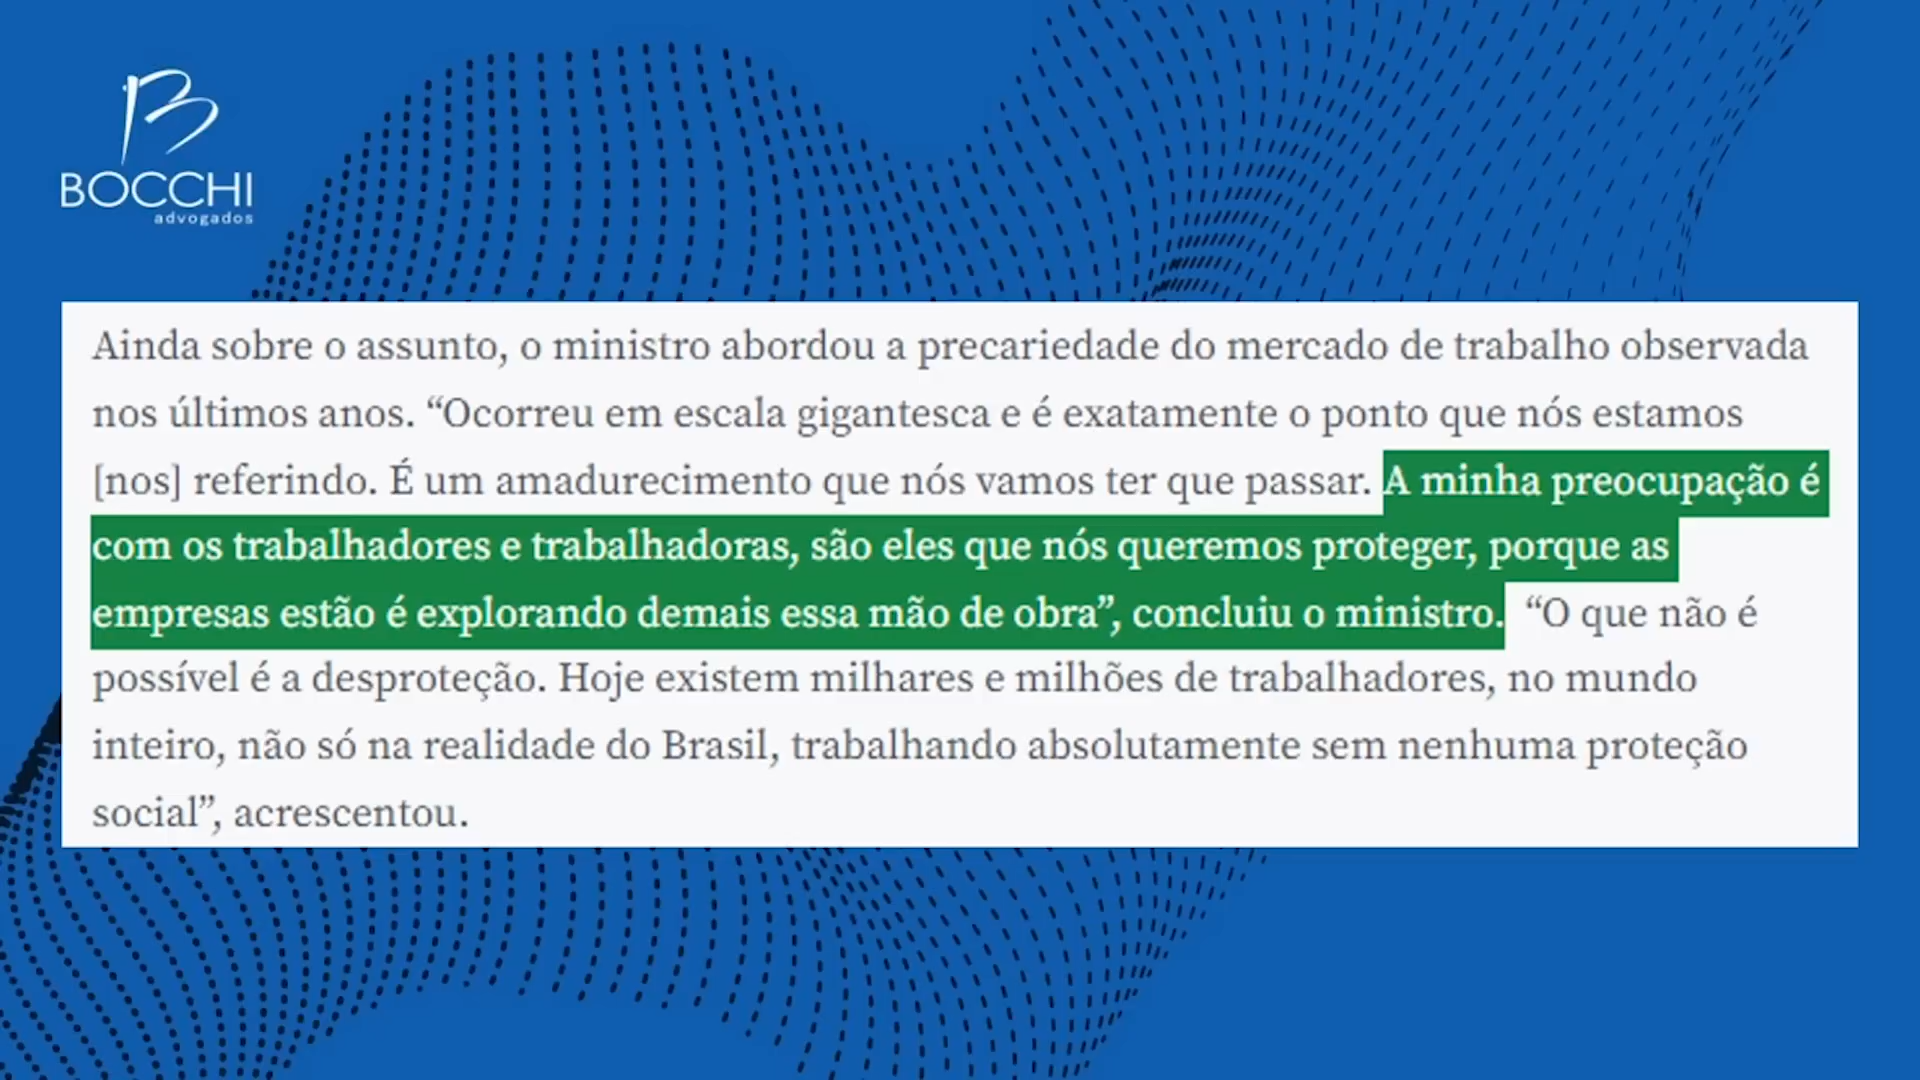 BOCCHI
advogados
Ainda sobre o assunto, o ministro abordou a precariedade do mercado de trabalho observada
nos últimos anos. “Ocorreu em escala gigantesca e é exatamente o ponto que nós estamos
[nos] referindo. É um amadurecimento que nós vamos ter que passar. A minha preocupação é
com os trabalhadores e trabalhadoras, são eles que nós queremos proteger, porque as
empresas estão é explorando demais essa mão de obra”, concluiu o ministro. “O que não é
possível é a desproteção. Hoje existem milhares e milhões de trabalhadores, no mundo
inteiro, não só na realidade do Brasil, trabalhando absolutamente sem nenhuma proteção
social”, acrescentou.